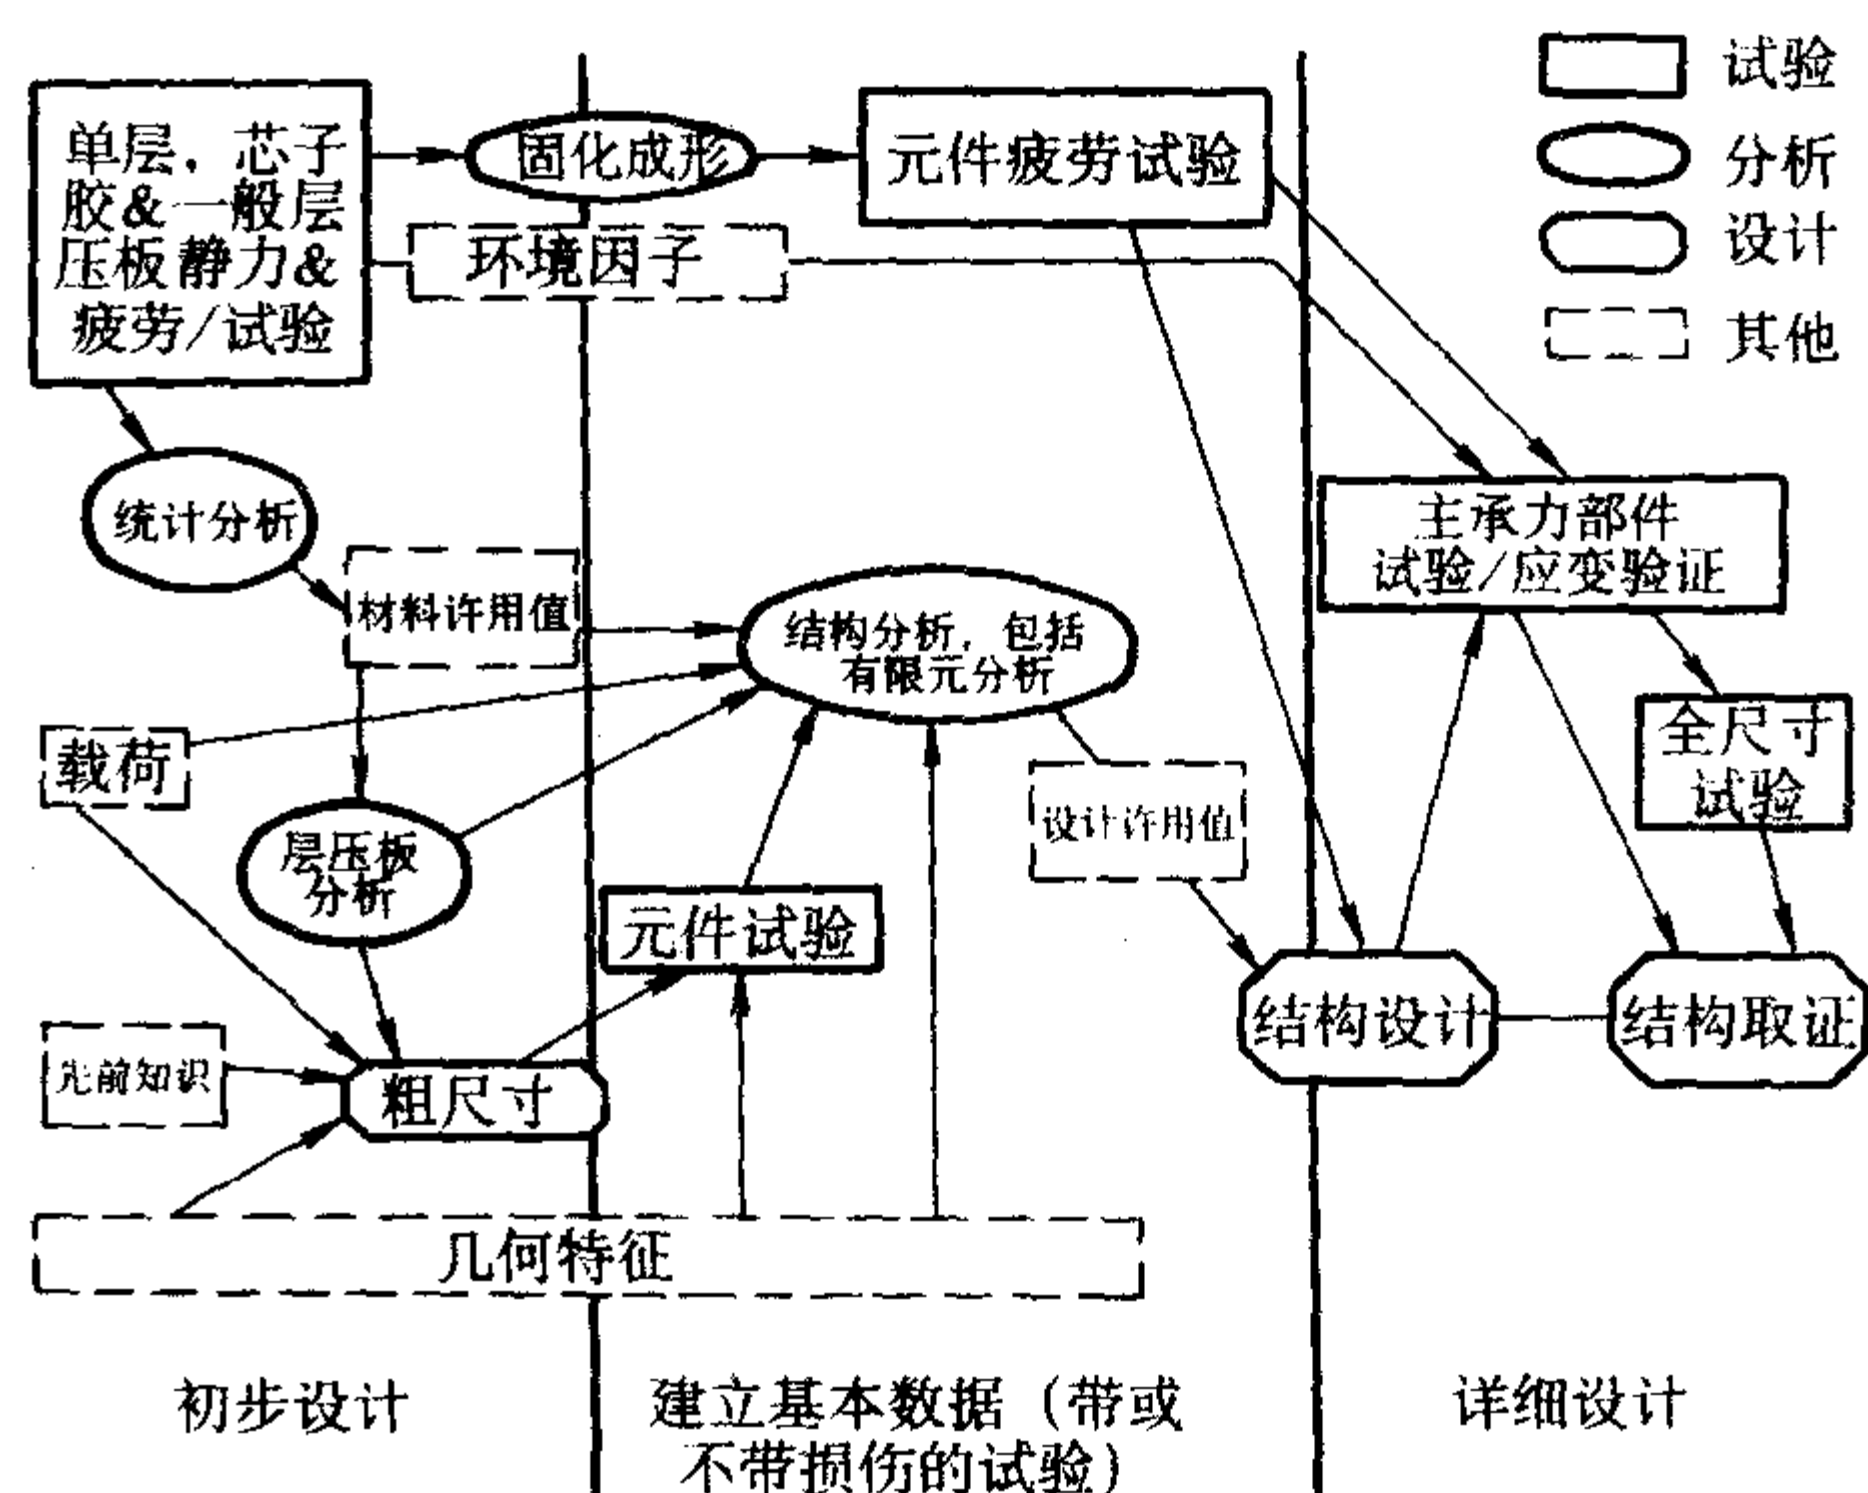 试验
分析
设计
其他
单层，芯子
胶&一般层
压板静力&
疲劳/试验
固化成形
元件疲劳试验
环境因子
统计分析
材料许用值
结构分析，包括
有限元分析
主承力部件
试验/应变验证
载荷
全尺寸
试验
设计许用值
层压板
分析
元件试验
结构设计
结构取证
先前知识
粗尺寸
几何特征
初步设计
建立基本数据（带或
不带损伤的试验）
详细设计